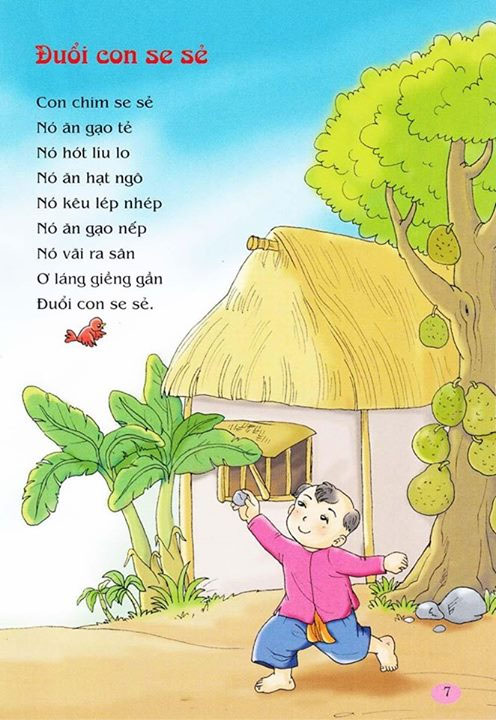 Đuổi con se sẻ
Con chim se sẻ
Nó ăn gạo tẻ
Nó hót líu lo
Nó ăn hạt ngô
Nó kêu lép nhép
Nó ăn gạo nếp
Nó vãi ra sân
Ơ láng giềng gần
Đuổi con se sẻ.
7